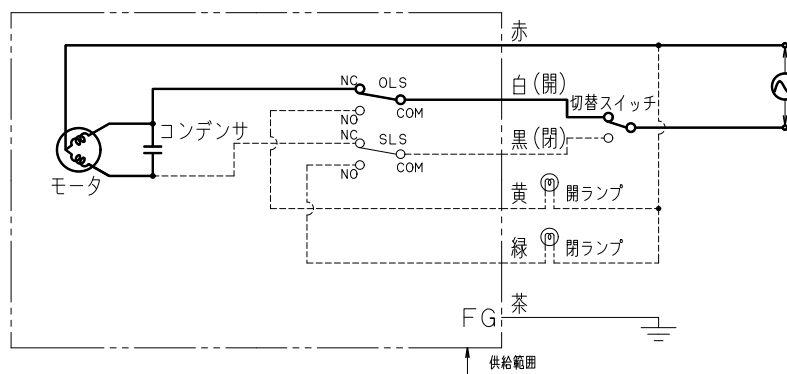 赤
NC OLS
白(開)
切替スイッチ
COM
NO
コンデンサ
NC SLS
黒(閉)
COM
NO
モータ
黄
開ランプ
緑
閉ランプ
茶
FG
供給範囲